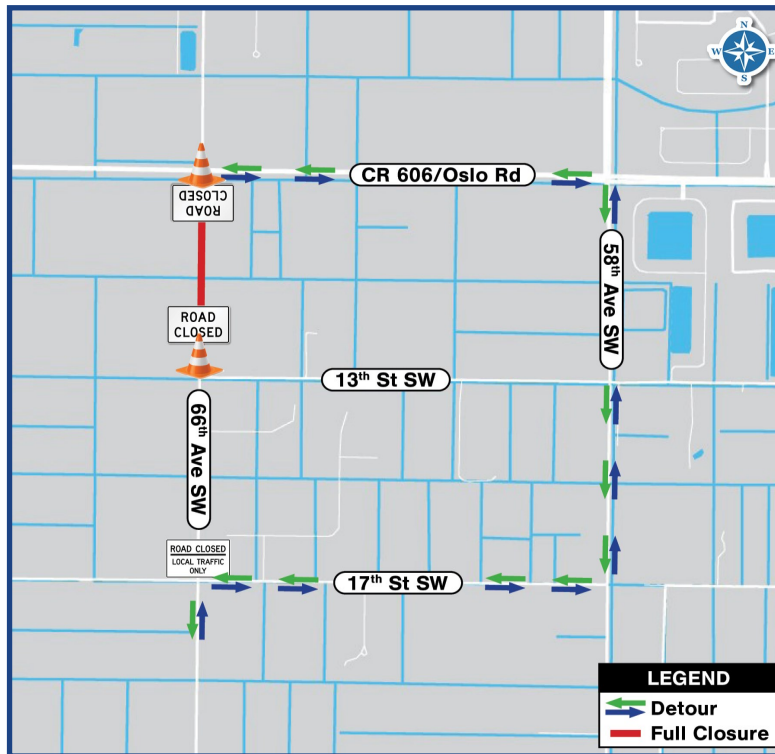 N
W E
S
CR 606/Oslo Rd
ROAD
CLOSED
58th Ave SW
ROAD
CLOSED
13th St SW
66th Ave SW
ROAD CLOSED
LOCAL TRAFFIC
ONLY
17th St SW
LEGEND
Detour
Full Closure